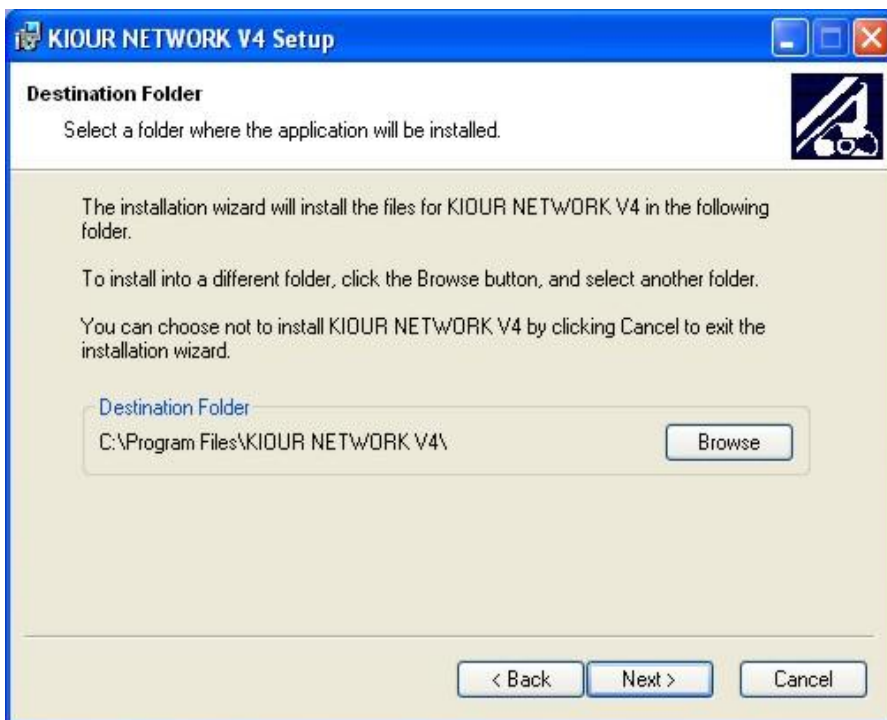 KIOUR NETWORK V4 Setup
Destination Folder
Select a folder where the application will be installed.
The installation wizard will install the files for KIOUR NETWORK V4 in the following
folder.
To install into a different folder, click the Browse button, and select another folder.
You can choose not to install KIOUR NETWORK V4 by clicking Cancel to exit the
installation wizard.
Destination Folder
C:\Program Files\KIOUR NETWORK V4\
Browse
< Back
Next >
Cancel